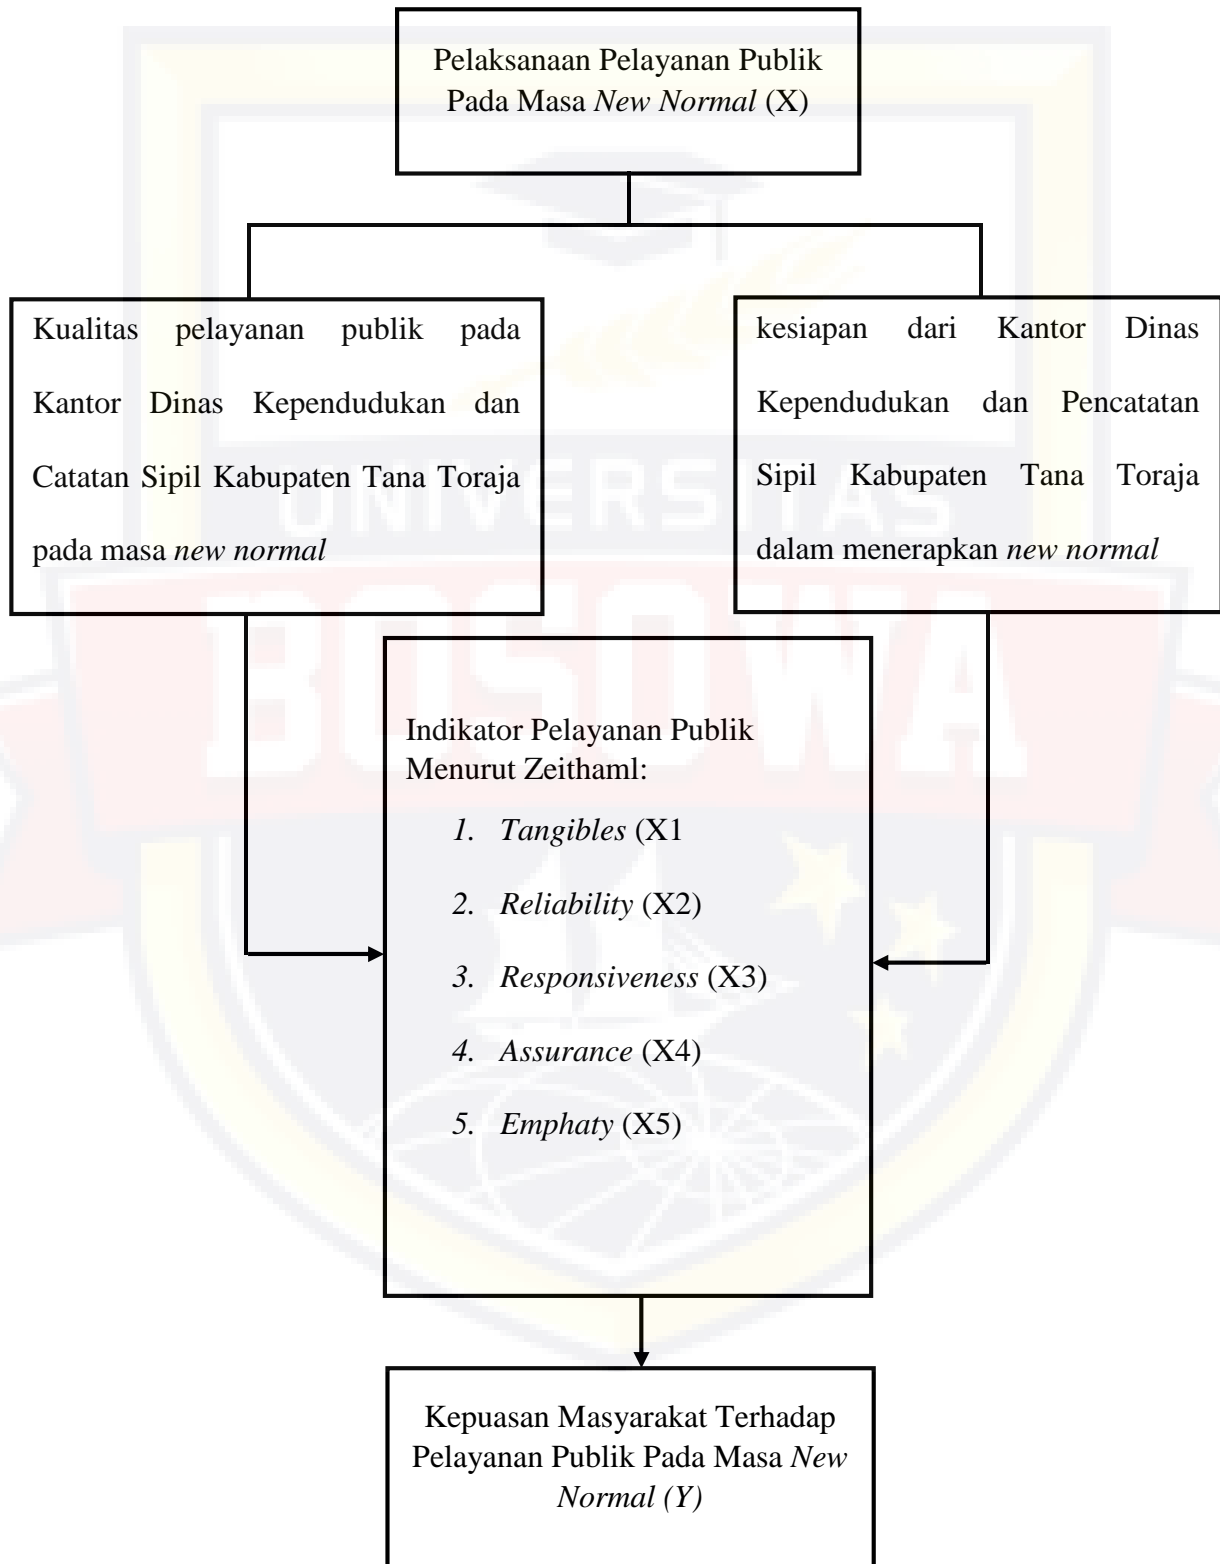 Pelaksanaan Pelayanan Publik
Pada Masa New Normal (X)
Kualitas pelayanan publik pada
Kantor Dinas Kependudukan dan
Catatan Sipil Kabupaten Tana Toraja
pada masa new normal
kesiapan dari Kantor Dinas
Kependudukan dan Pencatatan
Sipil Kabupaten Tana Toraja
dalam menerapkan new normal
UNIVERSITAS
BOSOWA
Indikator Pelayanan Publik
Menurut Zeithaml:
1. Tangibles (X1
2. Reliability (X2)
3. Responsiveness (X3)
4. Assurance (X4)
5. Emphaty (X5)
Kepuasan Masyarakat Terhadap
Pelayanan Publik Pada Masa New
Normal (Y)